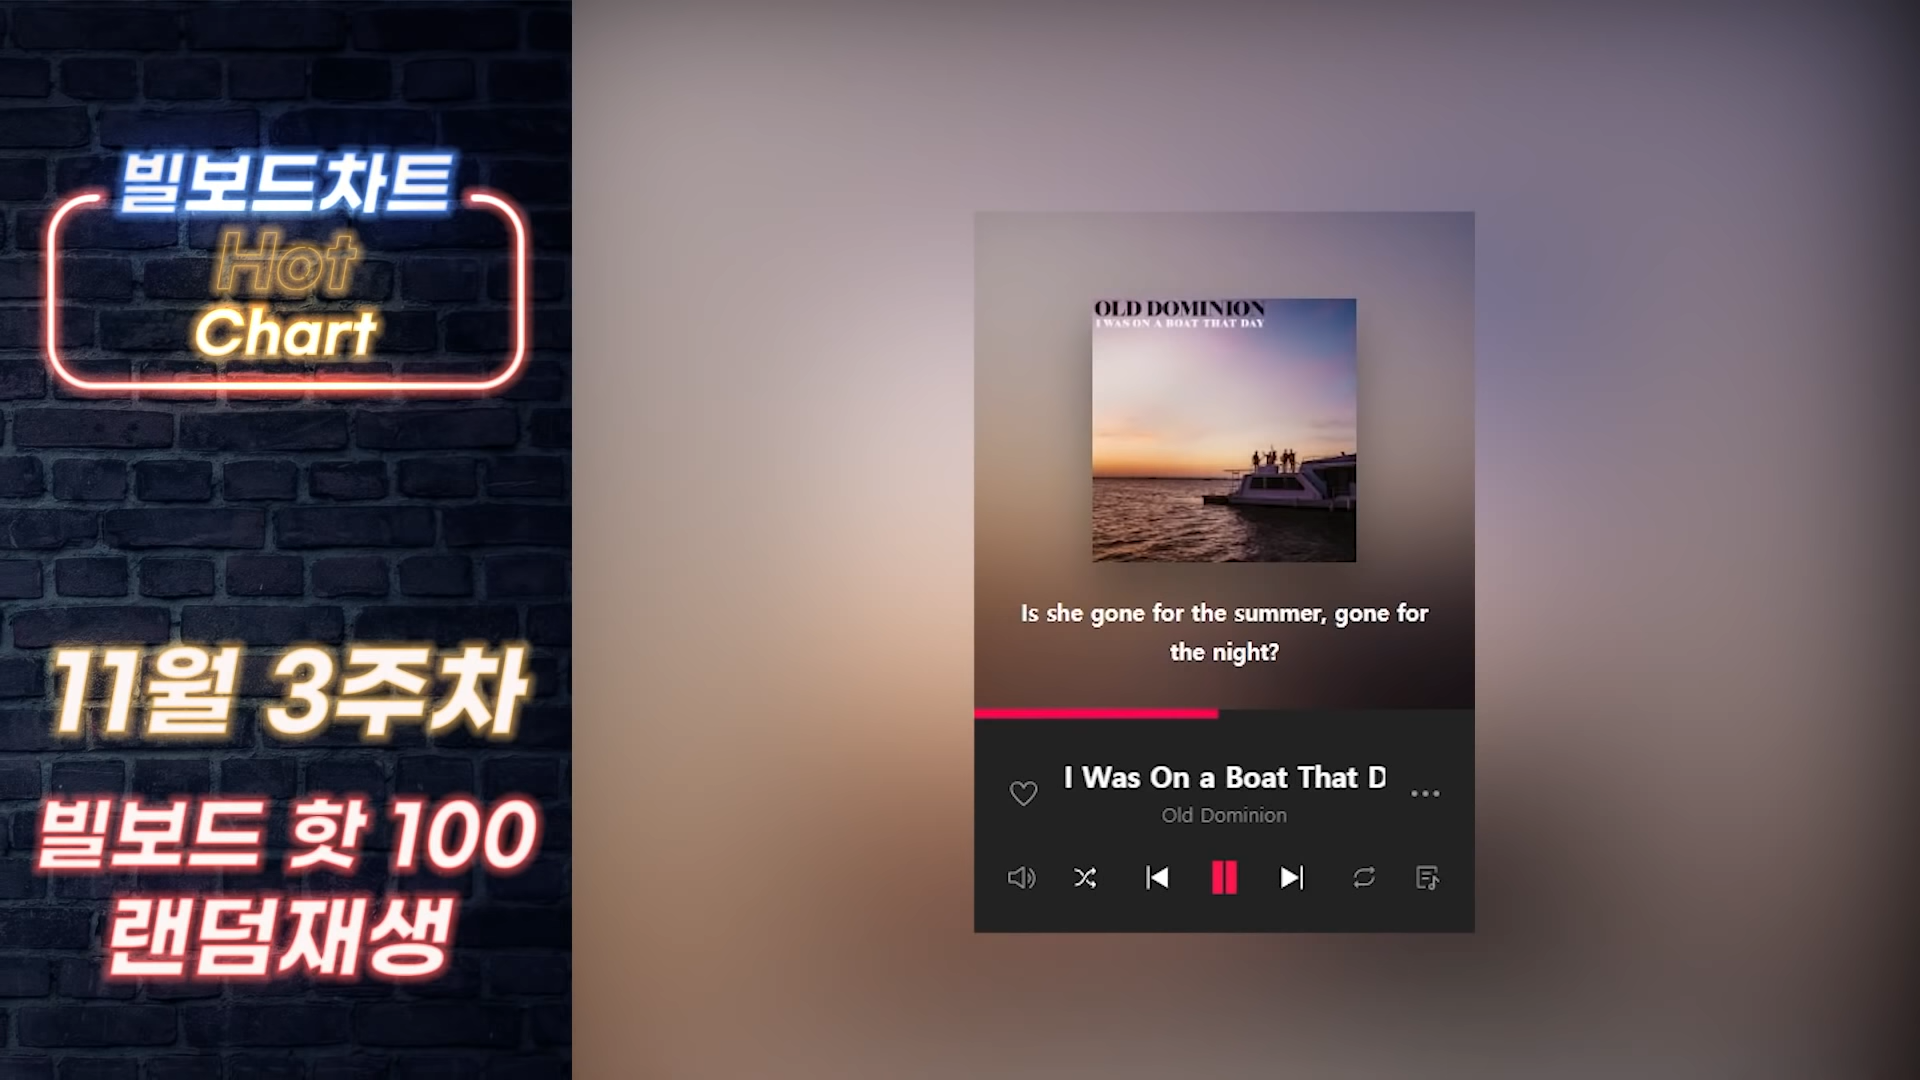 빌보드차트
Hot
Chart
11월 3주차
빌보드 핫 100
랜덤재생
OLD DOMINION
I WAS ON A BOAT THAT DAY
Is she gone for the summer, gone for
the night?
I Was On a Boat That D
Old Dominion